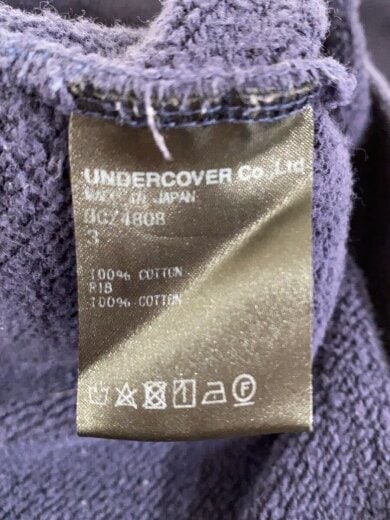 UNDERCOVER Co.,Ltd
MADE IN JAPAN
UCZ4808
3
100% COTTON
RIB
100% COTTON